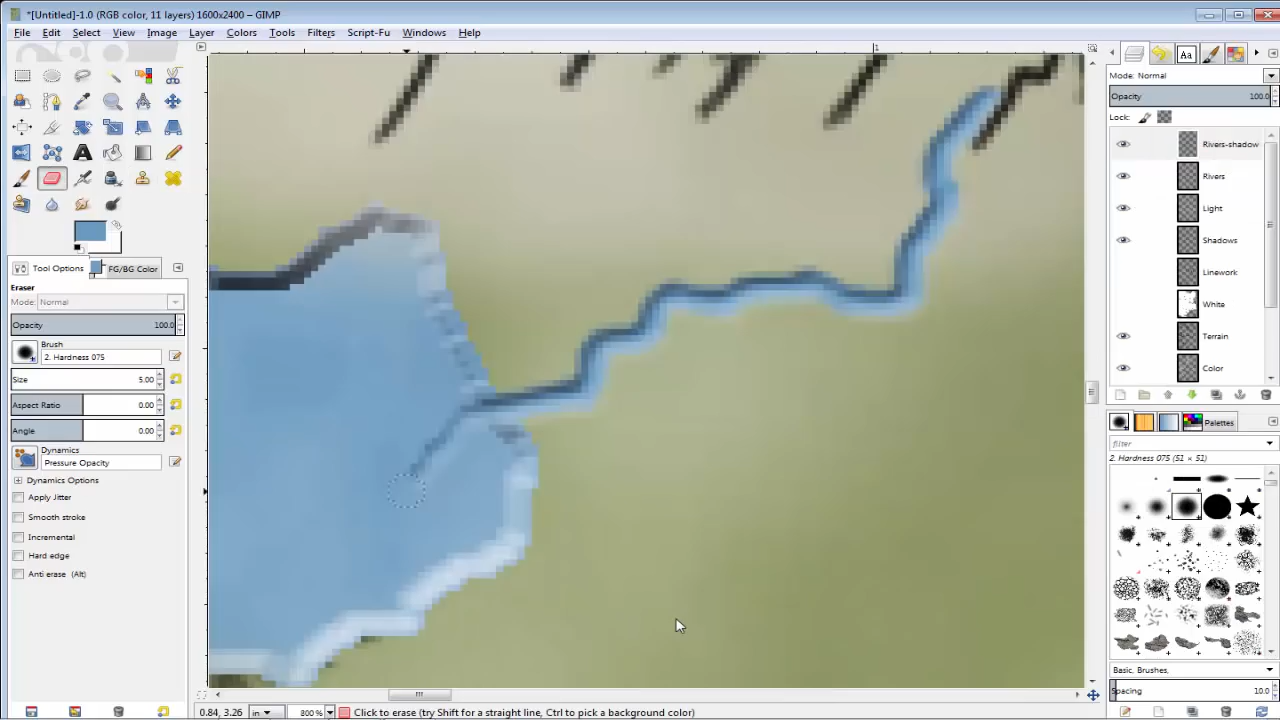 *[Untitled]-1.0 (RGB color, 11 layers) 1600x2400 – GIMP
File Edit Select View Image Layer Colors Tools Filters Script-Fu Windows Help
1
Mode: Normal
Opacity 100.0
Lock:
Rivers-shadow
Rivers
Light
Shadows
Linework
White
Terrain
Color
Tool Options FG/BG Color
Eraser
Mode: Normal
Opacity 100.0
Brush
2. Hardness 075
Size 5.00
Aspect Ratio 0.00
Angle 0.00
Dynamics
Pressure Opacity
Dynamics Options
Apply Jitter
Smooth stroke
Incremental
Hard edge
Anti erase (Alt)
Palettes
filter
2. Hardness 075 (51 × 51)
Basic, Brushes,
Spacing 10.0
0.84, 3.26 in 800 % Click to erase (try Shift for a straight line, Ctrl to pick a background color)